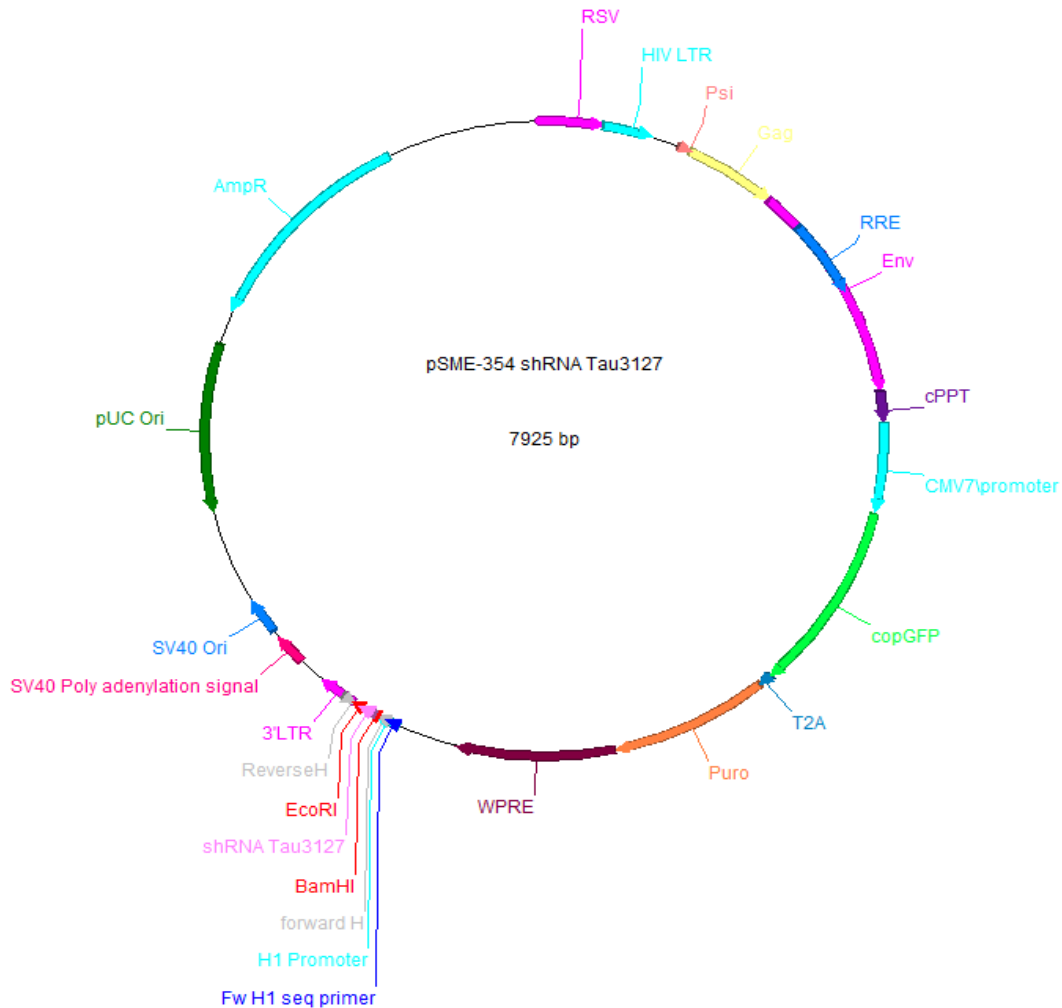 RSV
HIV LTR
Psi
Gag
AmpR
RRE
Env
pSME-354 shRNA Tau3127
cPPT
pUC Ori
7925 bp
CMV7\promoter
SV40 Ori
copGFP
SV40 Poly adenylation signal
T2A
3'LTR
ReverseH
Puro
EcoRI
WPRE
shRNA Tau3127
BamHI
forward H
H1 Promoter
Fw H1 seq primer